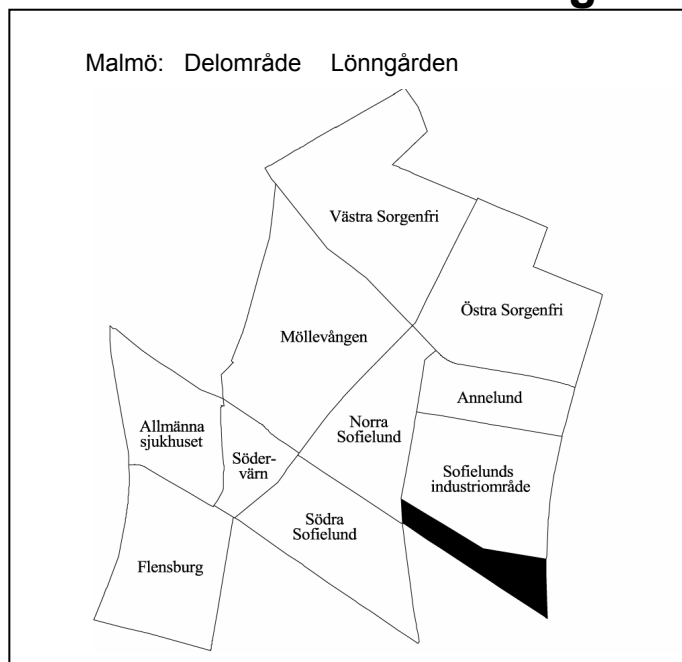 g
Malmö: Delområde Lönngården
Västra Sorgenfri
Östra Sorgenfri
Möllevången
Annelund
Allmänna
sjukhuset
Norra
Sofielund
Söder-
värn
Sofielunds
industriområde
Södra
Sofielund
Flensburg